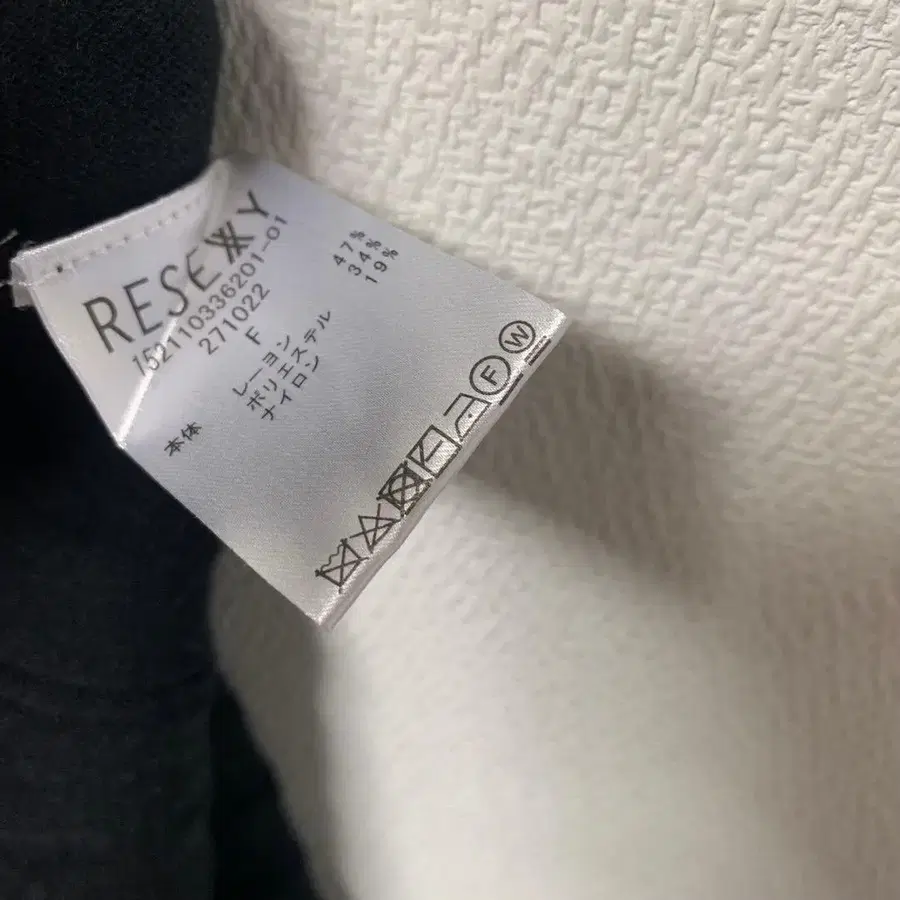 RESEXXY
152110336201-01
271022
F
本体 レーヨン 47%
ポリエステル 34%
ナイロン 19%
F W